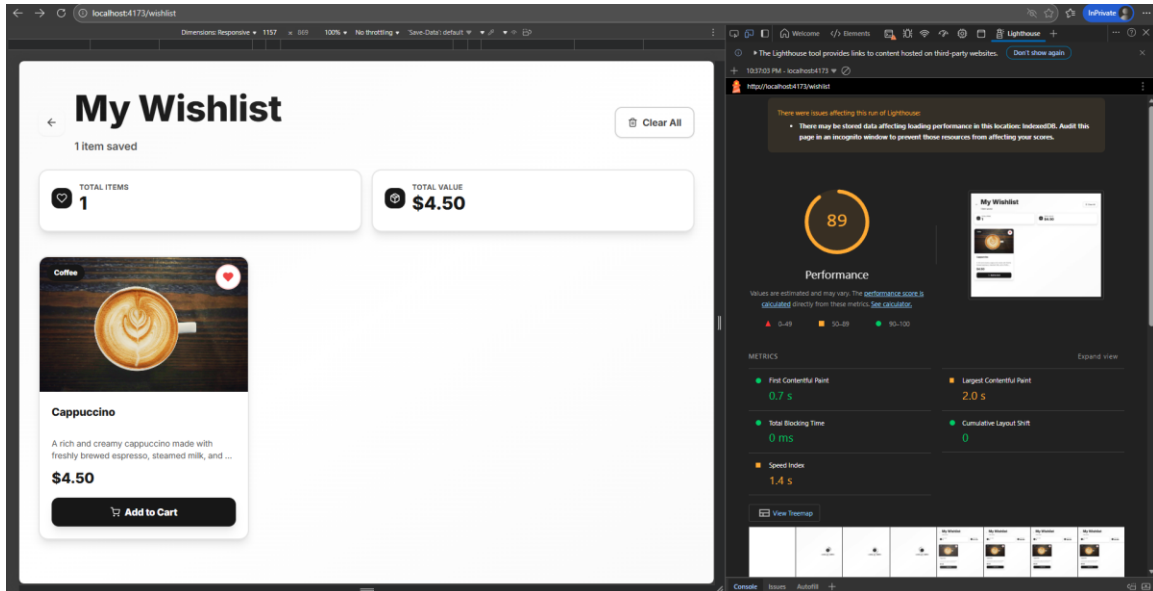 localhost:4173/wishlist
InPrivate
Dimensions: Responsive 1157 × 869 100% No throttling 'Save-Data': default
Welcome </> Elements Lighthouse
The Lighthouse tool provides links to content hosted on third-party websites. Don't show again
10:37:03 PM - localhost:4173
http://localhost:4173/wishlist
My Wishlist
1 item saved
Clear All
TOTAL ITEMS
1
TOTAL VALUE
$4.50
Coffee
Cappuccino
A rich and creamy cappuccino made with
freshly brewed espresso, steamed milk, and ...
$4.50
Add to Cart
There were issues affecting this run of Lighthouse:
There may be stored data affecting loading performance in this location: IndexedDB. Audit this
page in an incognito window to prevent those resources from affecting your scores.
89
Performance
Values are estimated and may vary. The performance score is
calculated directly from these metrics. See calculator.
0–49 50–89 90–100
My Wishlist
METRICS
Expand view
First Contentful Paint
0.7 s
Largest Contentful Paint
2.0 s
Total Blocking Time
0 ms
Cumulative Layout Shift
0
Speed Index
1.4 s
View Treemap
Console Issues Autofill